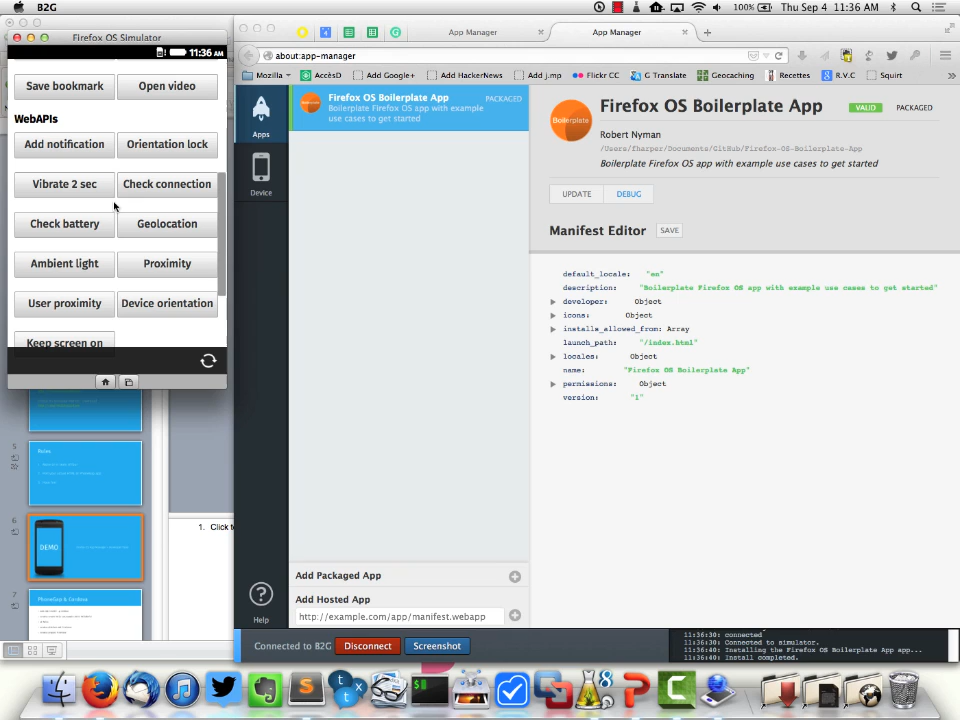 B2G
100%
Thu Sep 4 11:36 AM
Firefox OS Simulator
11:36 AM
Save bookmark
Open video
WebAPIs
Add notification
Orientation lock
Vibrate 2 sec
Check connection
Check battery
Geolocation
Ambient light
Proximity
User proximity
Device orientation
Keep screen on
5
6
DEMO
7
PhoneGap & Cordova
1. Click to
App Manager
App Manager
about:app-manager
Mozilla
AccèsD
Add Google+
Add HackerNews
Add j.mp
Flickr CC
G Translate
Geocaching
Recettes
R.V.C
Squirt
Apps
Device
Help
Firefox OS Boilerplate App
PACKAGED
Boilerplate Firefox OS app with example
use cases to get started
Add Packaged App
Add Hosted App
http://example.com/app/manifest.webapp
Boilerplate
Firefox OS Boilerplate App
VALID
PACKAGED
Robert Nyman
/Users/fharper/Documents/GitHub/Firefox-OS-Boilerplate-App
Boilerplate Firefox OS app with example use cases to get started
UPDATE
DEBUG
Manifest Editor
SAVE
default_locale: "en"
description: "Boilerplate Firefox OS app with example use cases to get started"
developer: Object
icons: Object
installs_allowed_from: Array
launch_path: "/index.html"
locales: Object
name: "Firefox OS Boilerplate App"
permissions: Object
version: "1"
Connected to B2G
Disconnect
Screenshot
11:36:30: connected
11:36:30: Connected to simulator.
11:36:40: Installing the Firefox OS Boilerplate App app...
11:36:40: Install completed.